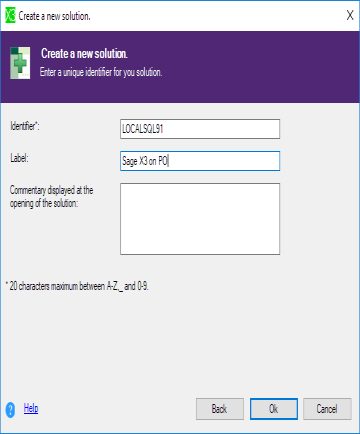 X3 Create a new solution.
Create a new solution.
Enter a unique identifier for you solution.
Identifier*:
LOCALSQL91
Label:
Sage X3 on PO
Commentary displayed at the
opening of the solution:
* 20 characters maximum between A-Z,_ and 0-9.
? Help
Back
Ok
Cancel